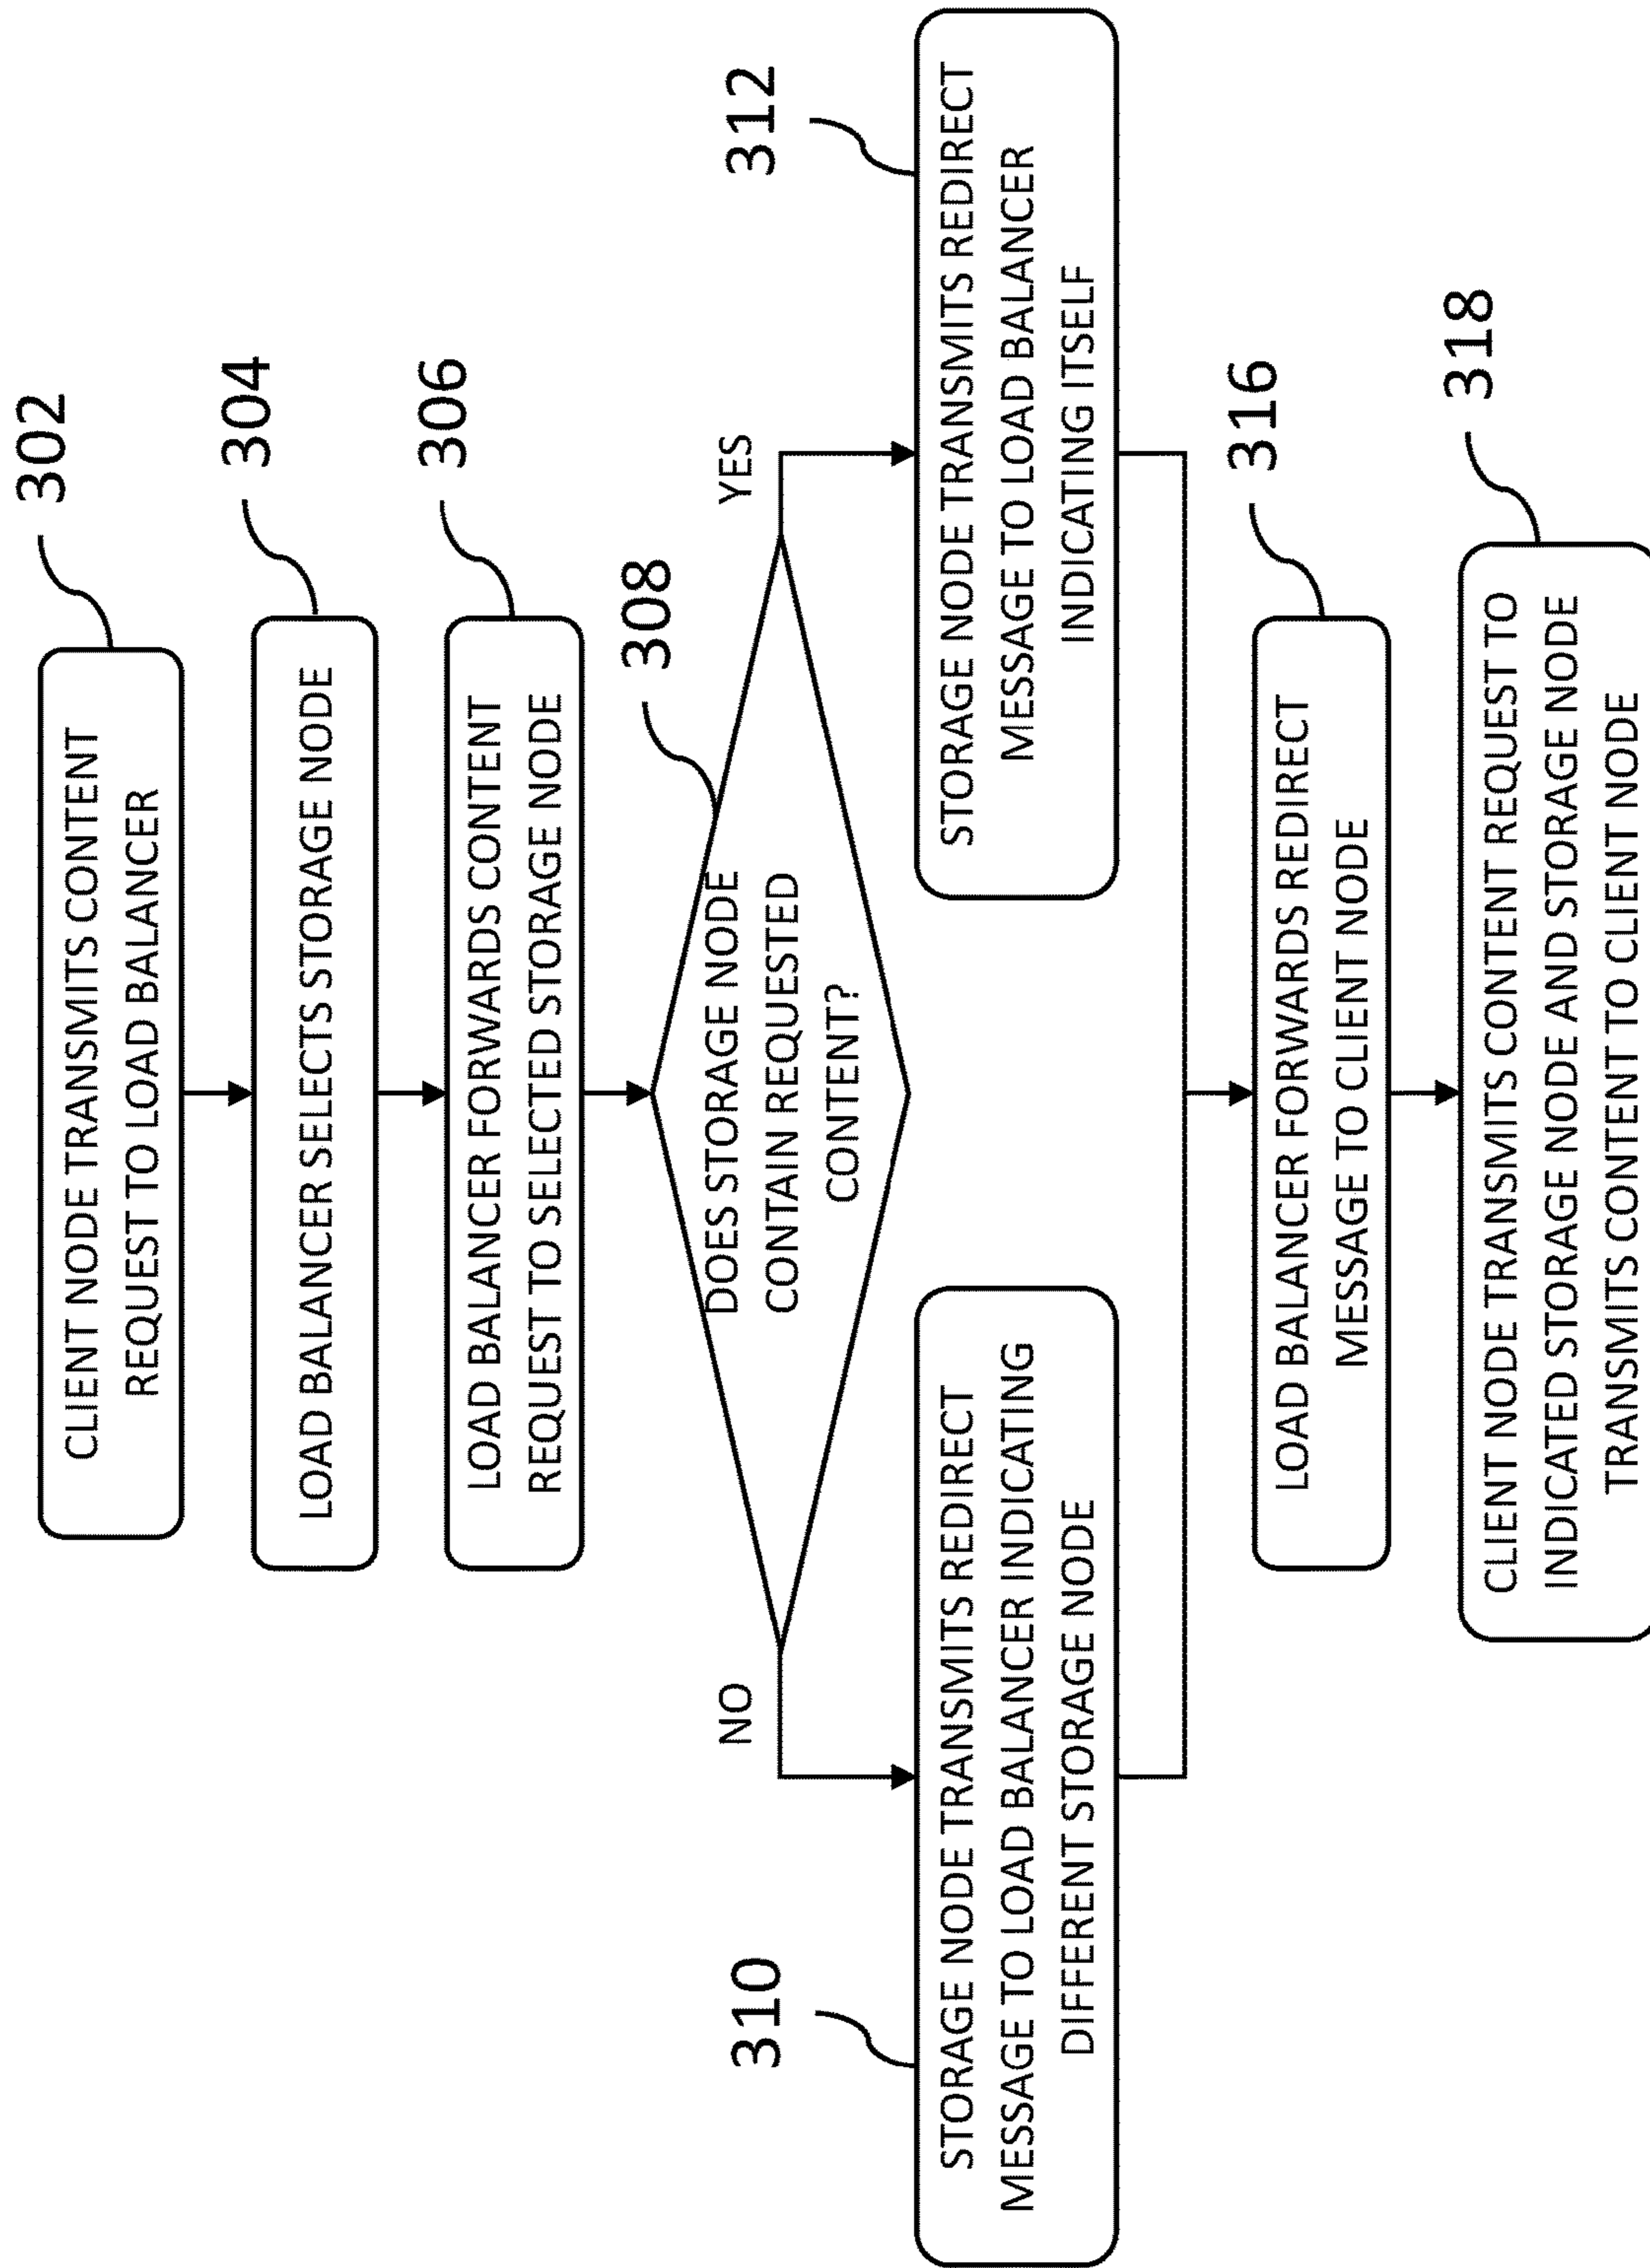 302
CLIENT NODE TRANSMITS CONTENT
REQUEST TO LOAD BALANCER
304
LOAD BALANCER SELECTS STORAGE NODE
306
LOAD BALANCER FORWARDS CONTENT
REQUEST TO SELECTED STORAGE NODE
308
DOES STORAGE NODE
CONTAIN REQUESTED
CONTENT?
NO
YES
310
STORAGE NODE TRANSMITS REDIRECT
MESSAGE TO LOAD BALANCER INDICATING
DIFFERENT STORAGE NODE
312
STORAGE NODE TRANSMITS REDIRECT
MESSAGE TO LOAD BALANCER
INDICATING ITSELF
316
LOAD BALANCER FORWARDS REDIRECT
MESSAGE TO CLIENT NODE
318
CLIENT NODE TRANSMITS CONTENT REQUEST TO
INDICATED STORAGE NODE AND STORAGE NODE
TRANSMITS CONTENT TO CLIENT NODE